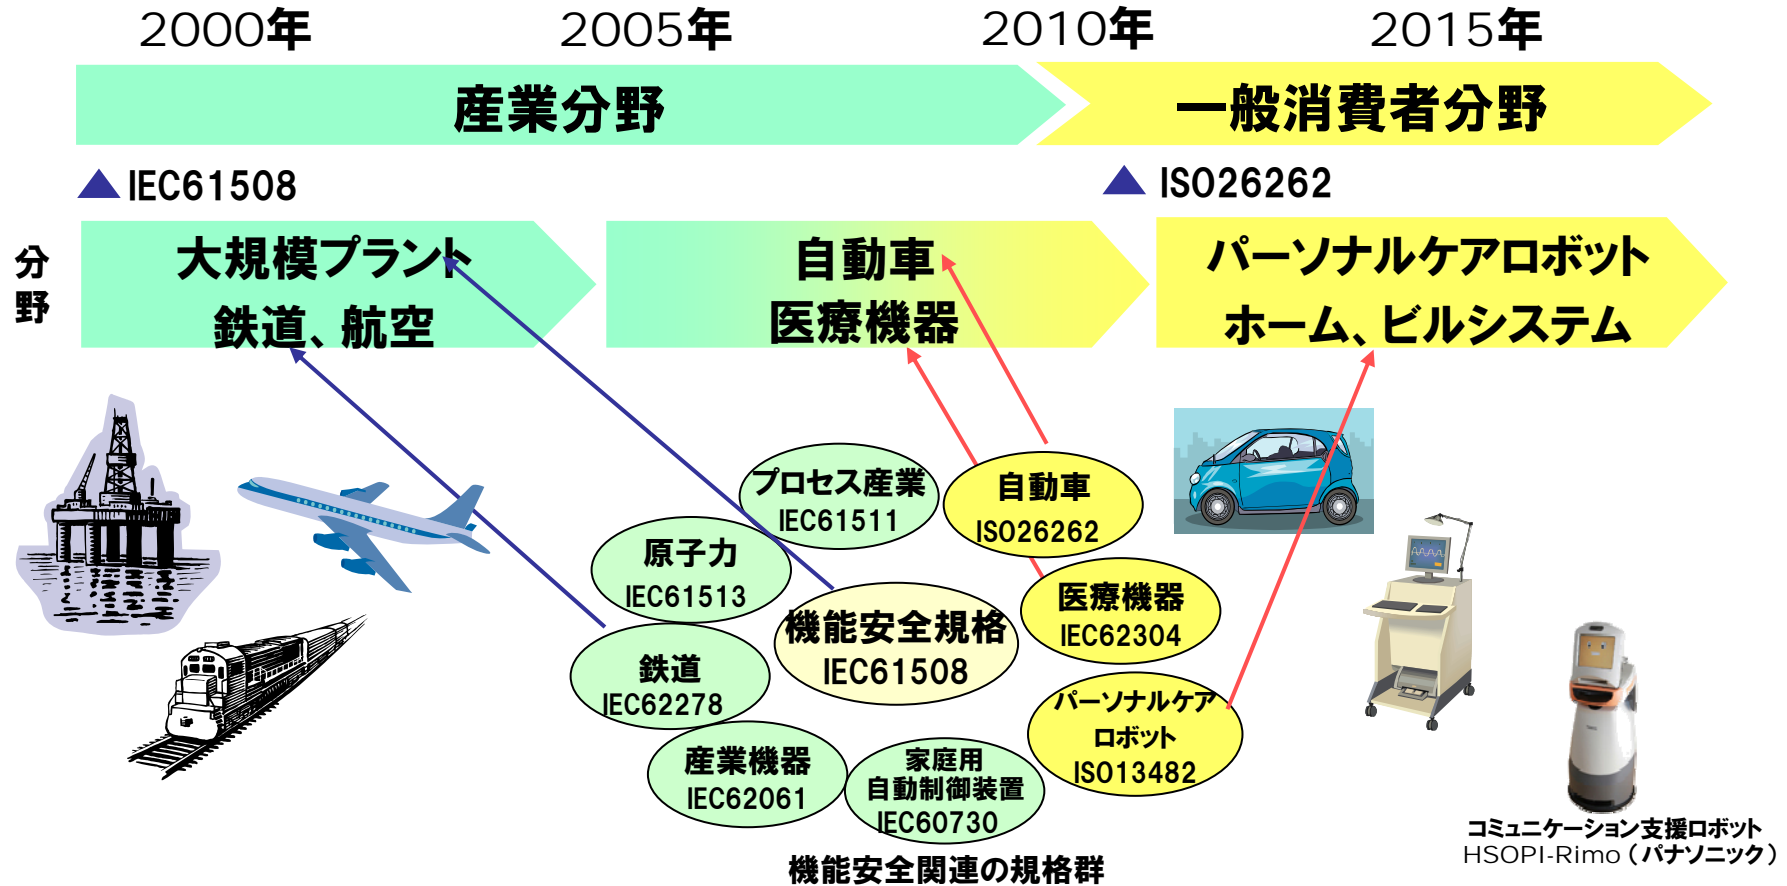 2000年
2005年
2010年
2015年
産業分野
一般消費者分野
IEC61508
ISO26262
分
野
大規模プラント
鉄道、航空
自動車
医療機器
パーソナルケアロボット
ホーム、ビルシステム
プロセス産業
IEC61511
自動車
ISO26262
原子力
IEC61513
医療機器
IEC62304
機能安全規格
IEC61508
鉄道
IEC62278
パーソナルケア
ロボット
ISO13482
産業機器
IEC62061
家庭用
自動制御装置
IEC60730
機能安全関連の規格群
コミュニケーション支援ロボット
HSOPI-Rimo（パナソニック）